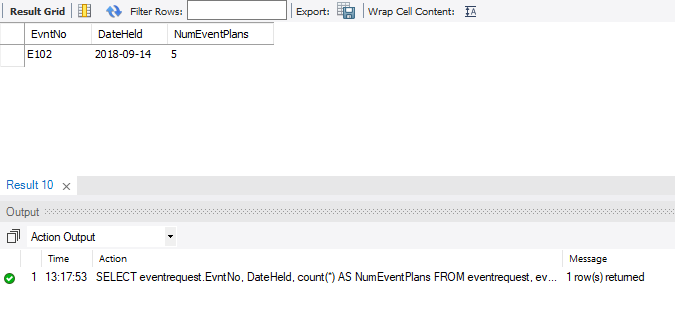 Result Grid Filter Rows: Export: Wrap Cell Content: IA
EvntNo DateHeld NumEventPlans
E102 2018-09-14 5
Result 10 ×
Output
Action Output
Time Action Message
1 13:17:53 SELECT eventrequest.EvntNo, DateHeld, count(*) AS NumEventPlans FROM eventrequest, ev... 1 row(s) returned